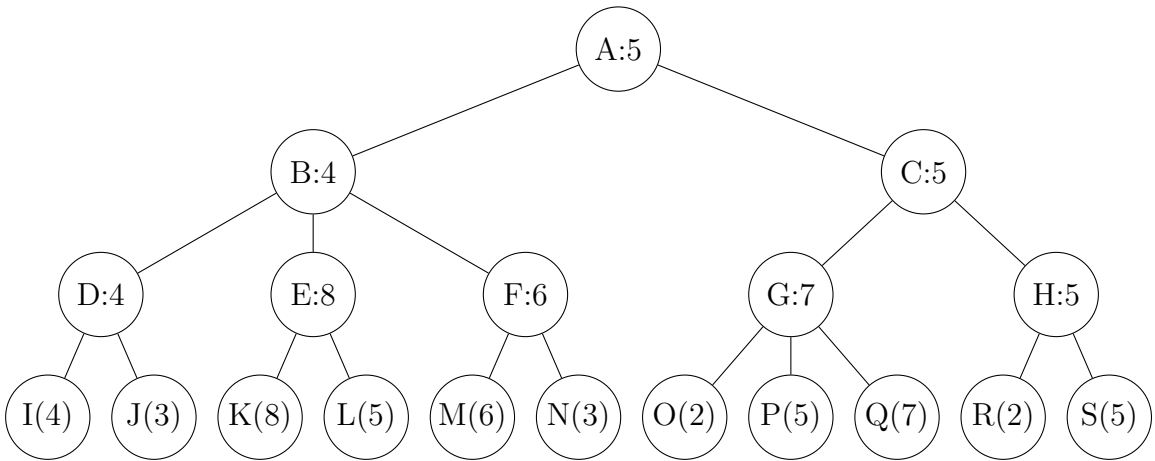 A:5
B:4 C:5
D:4 E:8 F:6 G:7 H:5
I(4) J(3) K(8) L(5) M(6) N(3) O(2) P(5) Q(7) R(2) S(5)